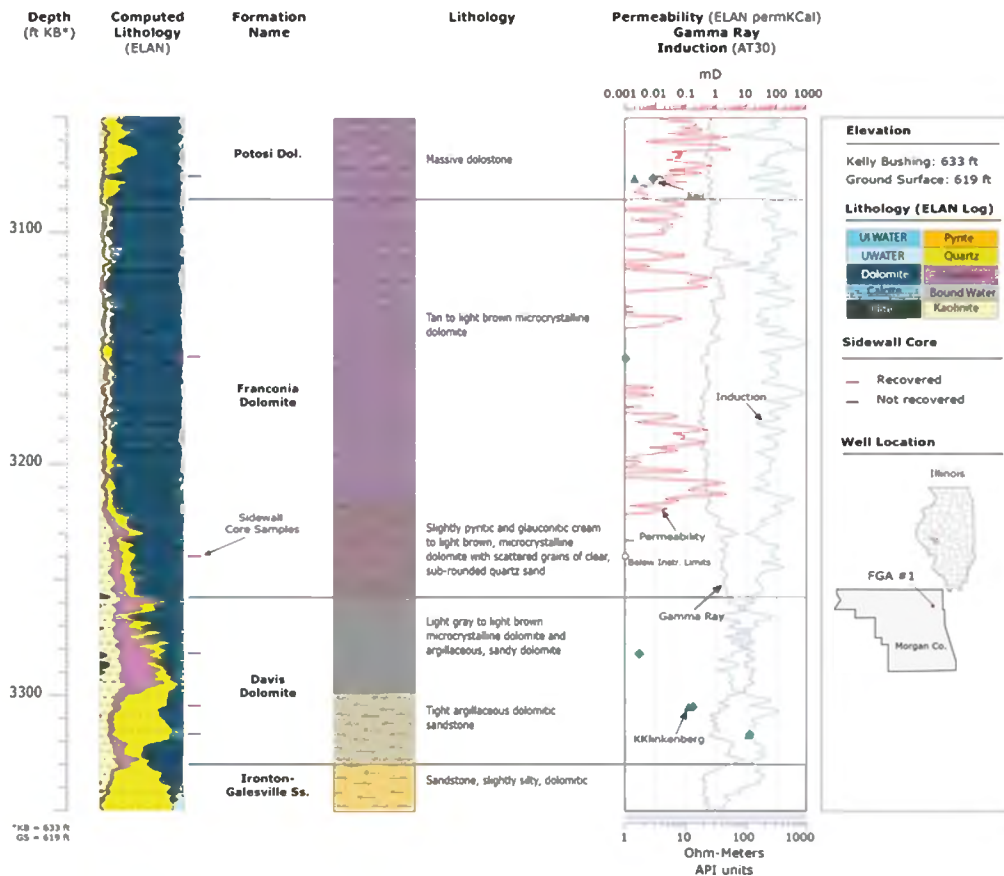 Depth
(ft KB*)
Computed
Lithology
(ELAN)
Formation
Name
Lithology
Permeability (ELAN permKCal)
Gamma Ray
Induction (AT30)
mD
0.001 0.01 0.1 1 10 100 1000
Potosi Dol.
Massive dolostone
3100
Tan to light brown microcrystalline
dolomite
Franconia
Dolomite
Induction
3200
Sidewall
Core Samples
Slightly pyritic and glauconitic cream
to light brown, microcrystalline
dolomite with scattered grains of clear,
sub-rounded quartz sand
Permeability
Below Instr. Limits
Gamma Ray
Light gray to light brown
microcrystalline dolomite and
argillaceous, sandy dolomite
Davis
Dolomite
3300
Tight argillaceous dolomitic
sandstone
KKlinkenberg
Ironton-
Galesville Ss.
Sandstone, slightly silty, dolomitic
*KB = 633 ft
GS = 619 ft
1 10 100 1000
Ohm-Meters
API units
Elevation
Kelly Bushing: 633 ft
Ground Surface: 619 ft
Lithology (ELAN Log)
UI WATER
Pyrite
UWATER
Quartz
Dolomite
Calcite
Bound Water
Kaolinite
Sidewall Core
Recovered
Not recovered
Well Location
Illinois
FGA #1
Morgan Co.